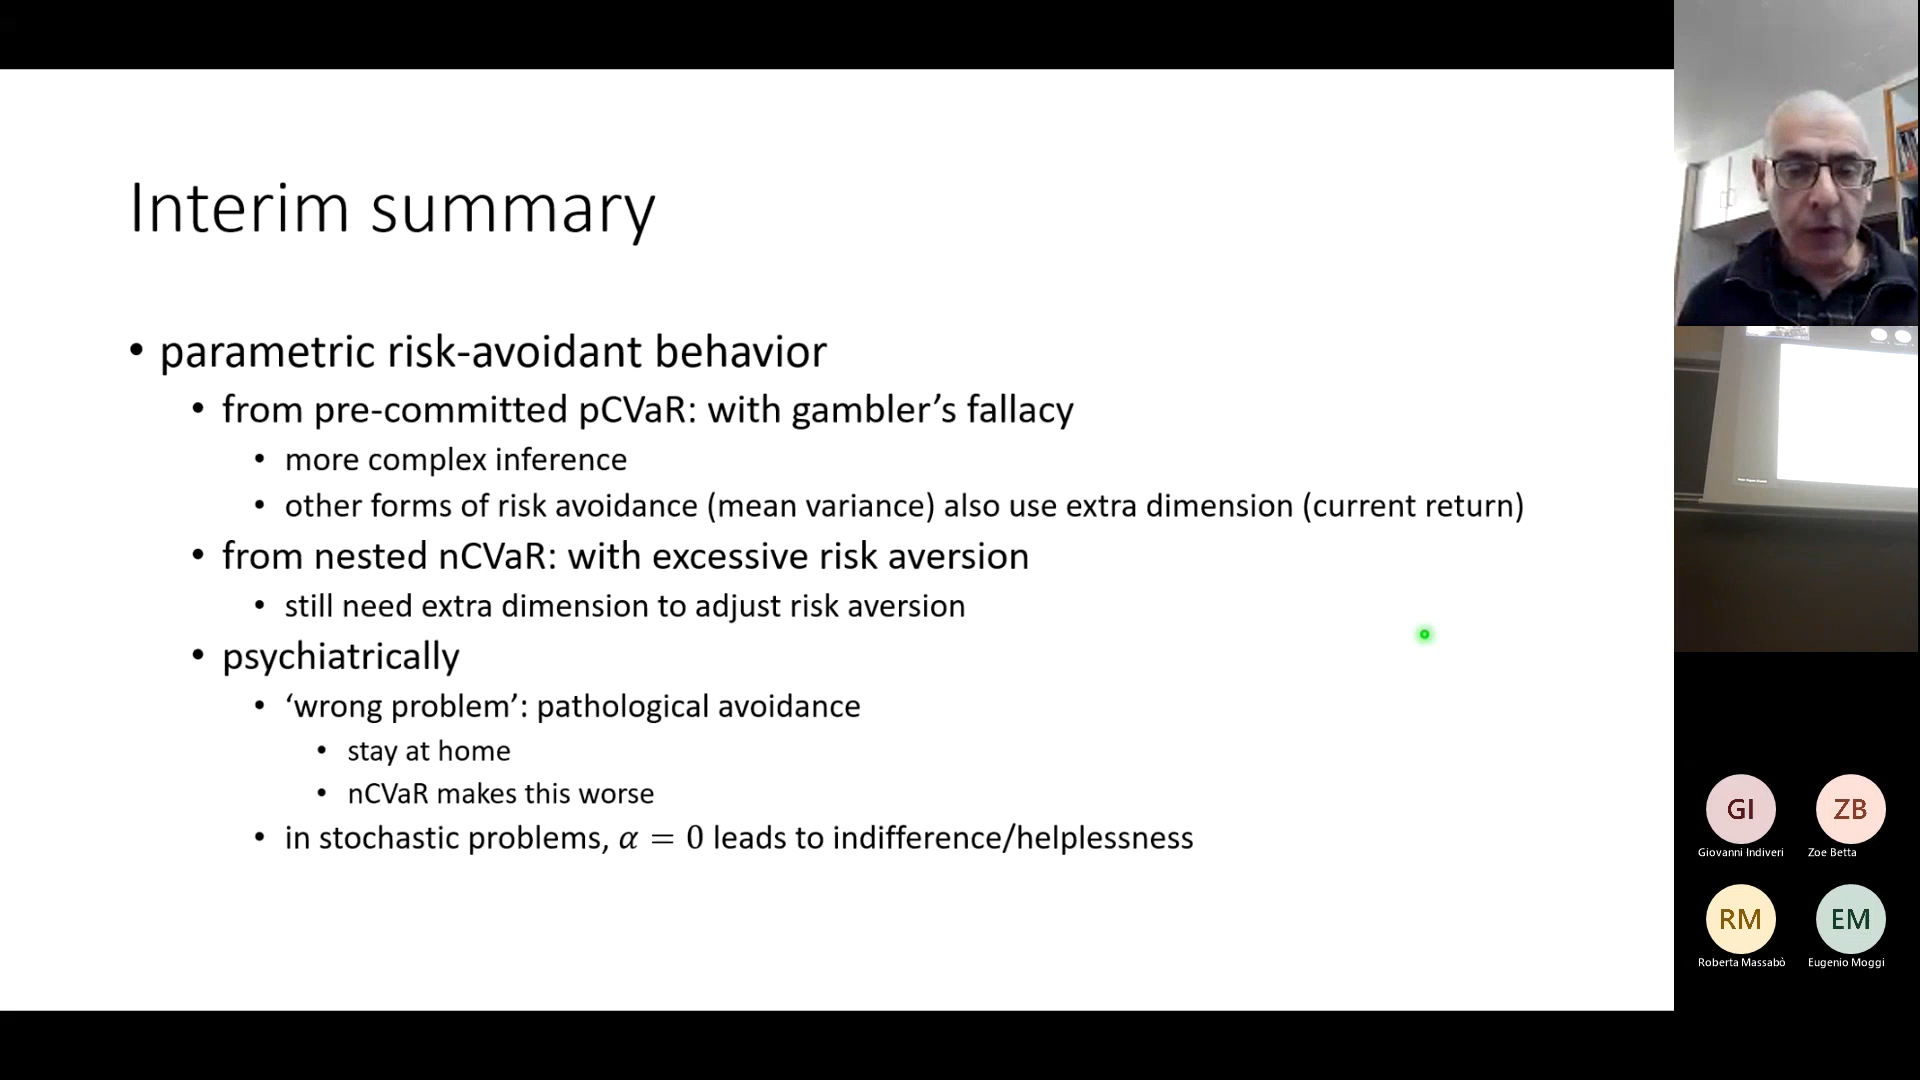 Interim summary
• parametric risk-avoidant behavior
• from pre-committed pCVaR: with gambler’s fallacy
• more complex inference
• other forms of risk avoidance (mean variance) also use extra dimension (current return)
• from nested nCVaR: with excessive risk aversion
• still need extra dimension to adjust risk aversion
• psychiatrically
• ‘wrong problem’: pathological avoidance
• stay at home
• nCVaR makes this worse
• in stochastic problems, α = 0 leads to indifference/helplessness
GI
ZB
Giovanni Indiveri
Zoe Betta
RM
EM
Roberta Massabò
Eugenio Moggi